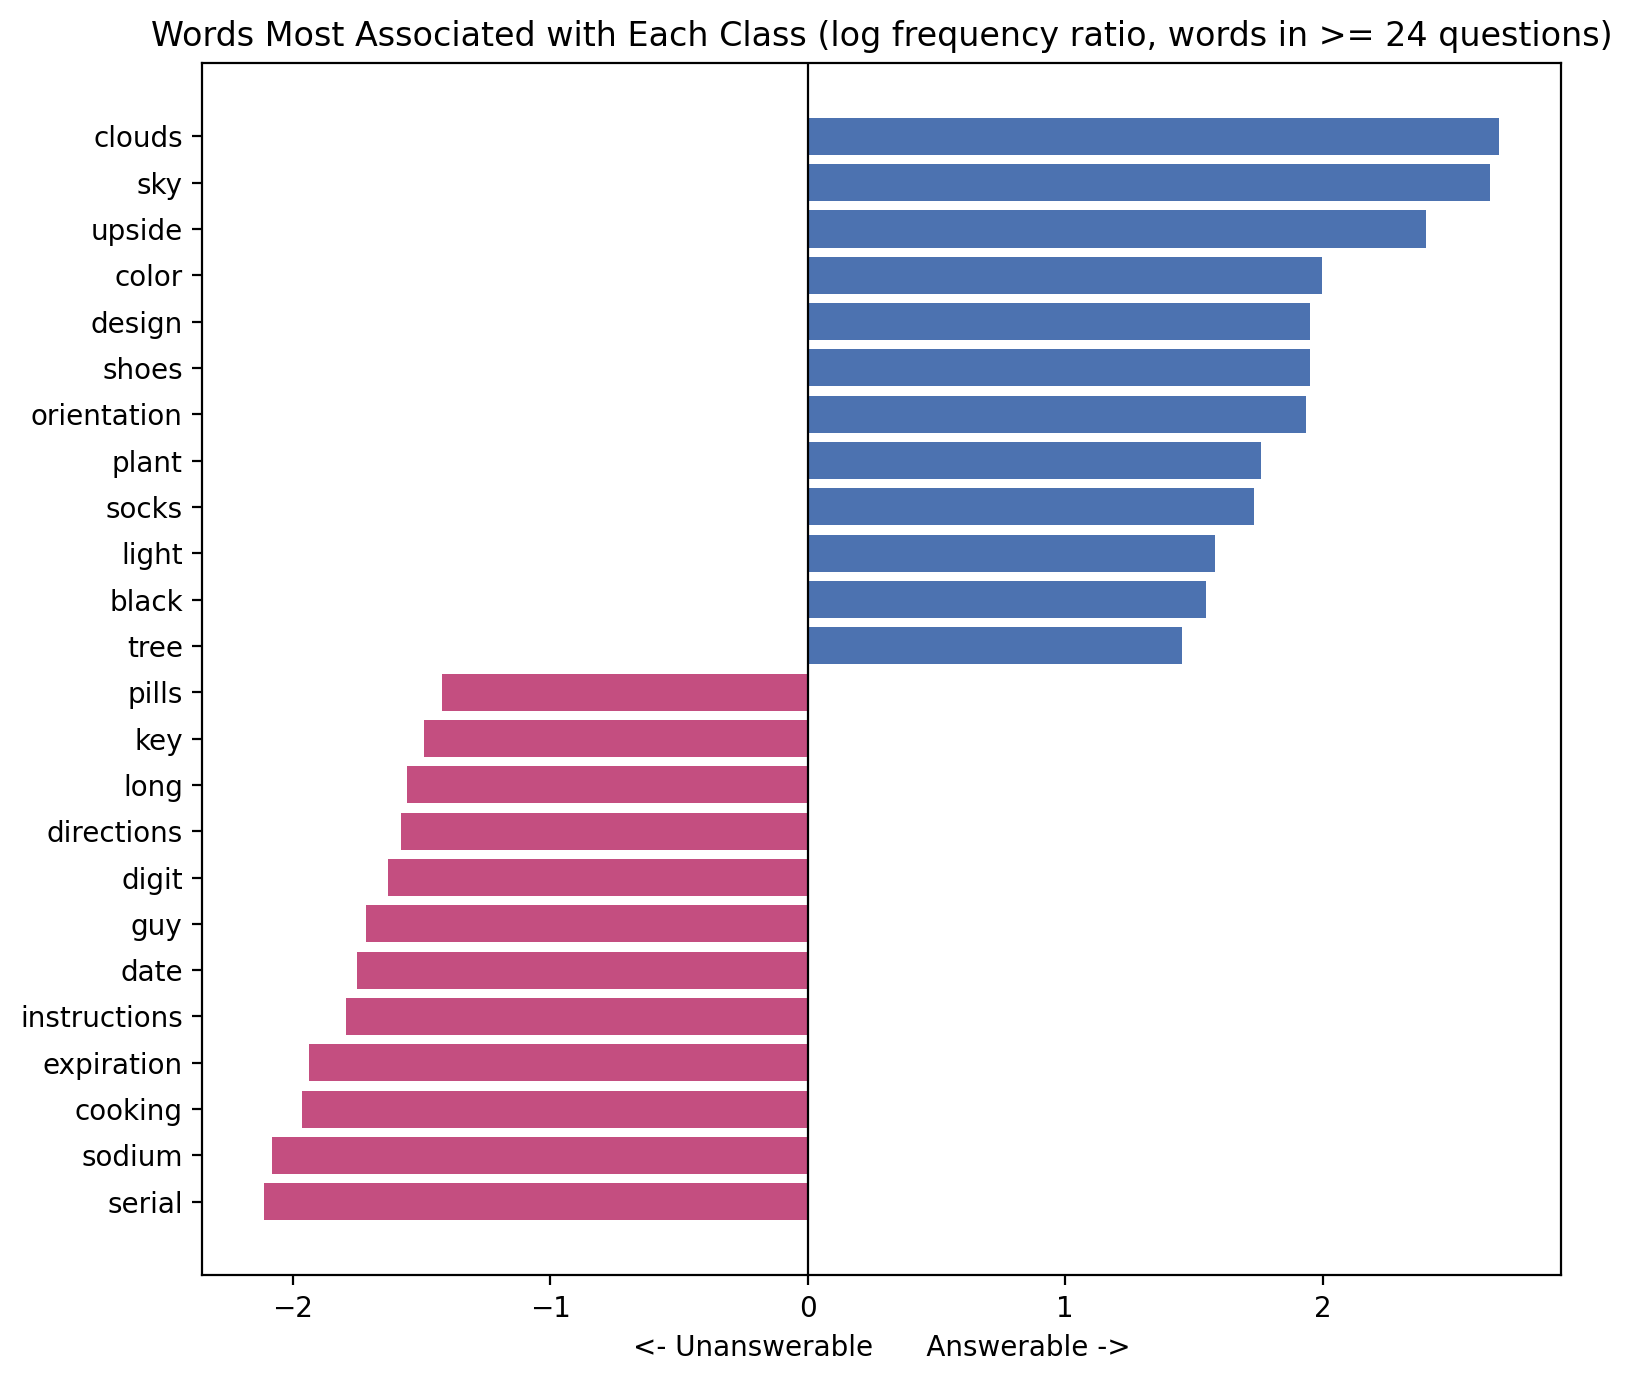 Words Most Associated with Each Class (log frequency ratio, words in >= 24 questions)
clouds
sky
upside
color
design
shoes
orientation
plant
socks
light
black
tree
pills
key
long
directions
digit
guy
date
instructions
expiration
cooking
sodium
serial
−2 −1 0 1 2
<- Unanswerable Answerable ->